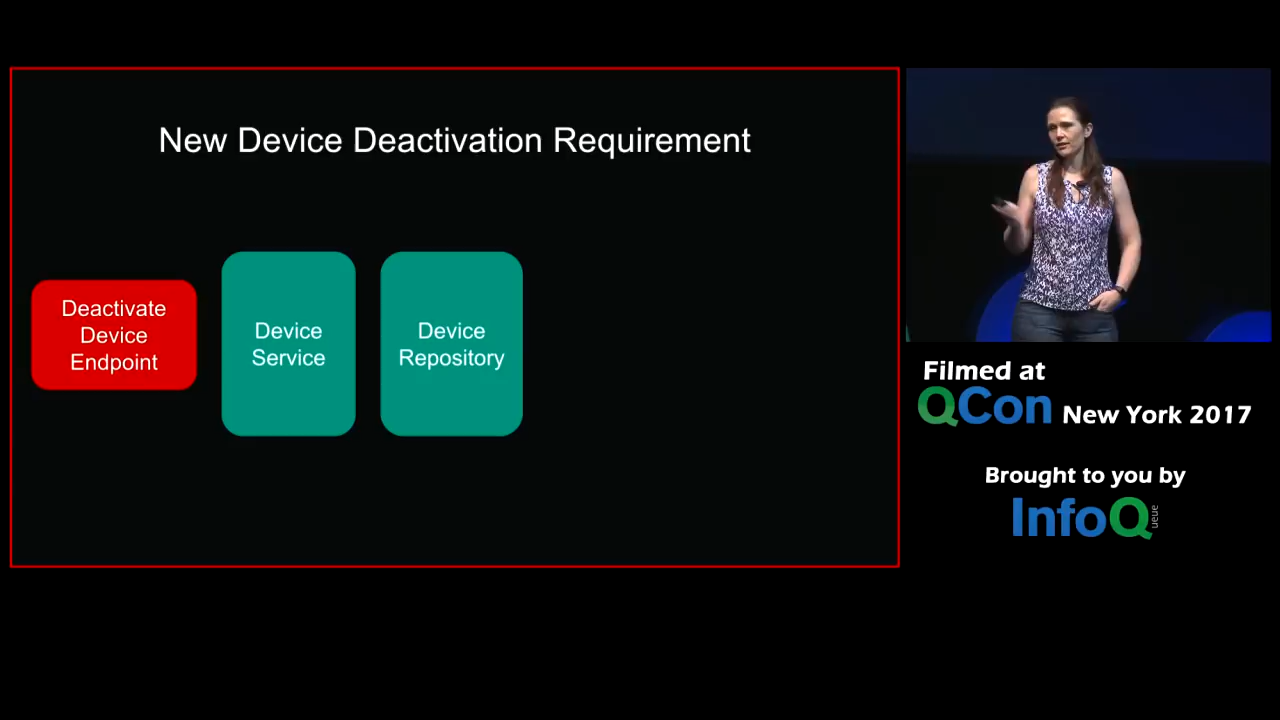 New Device Deactivation Requirement
Deactivate
Device
Endpoint
Device
Service
Device
Repository
Filmed at
QCon New York 2017
Brought to you by
InfoQ
ueue